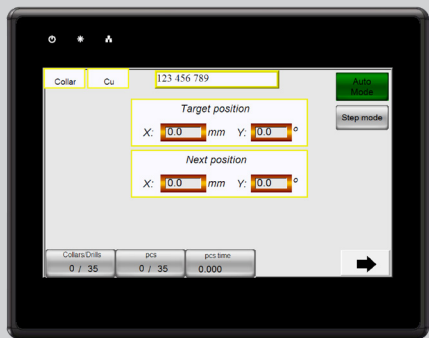 Collar
Cu
123 456 789
Auto Mode
Step mode
Target position
X: 0.0 mm Y: 0.0 °
Next position
X: 0.0 mm Y: 0.0 °
Collars/Drills
0 / 35
pcs
0 / 35
pcs time
0.000